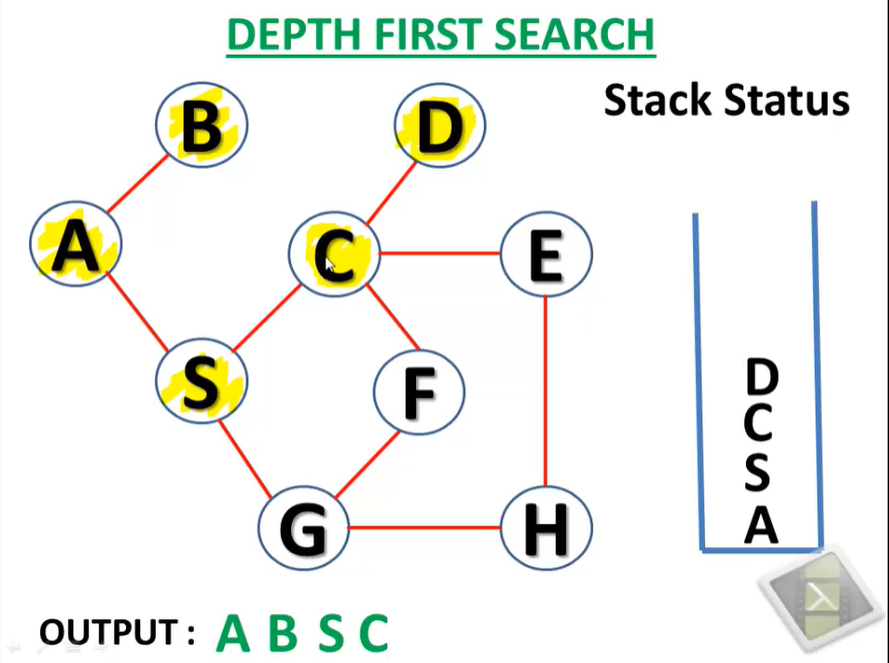 DEPTH FIRST SEARCH
Stack Status
B
D
A
C
E
S
F
G
H
D
C
S
A
OUTPUT : A B S C